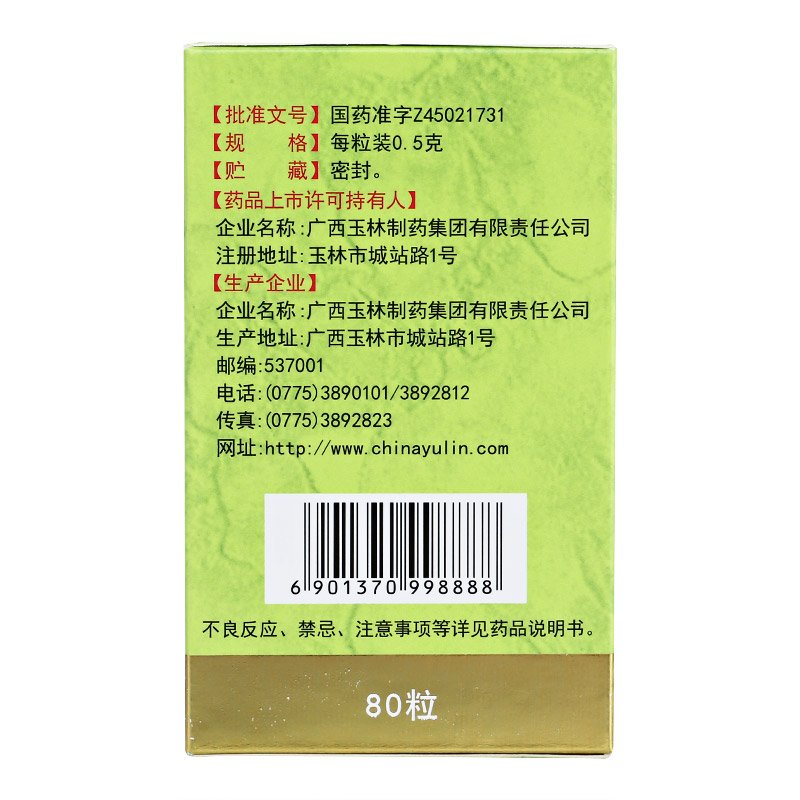 【批准文号】国药准字Z45021731
【规　　格】每粒装0.5克
【贮　　藏】密封。
【药品上市许可持有人】
企业名称:广西玉林制药集团有限责任公司
注册地址:玉林市城站路1号
【生产企业】
企业名称:广西玉林制药集团有限责任公司
生产地址:广西玉林市城站路1号
邮编:537001
电话:(0775)3890101/3892812
传真:(0775)3892823
网址:http://www.chinayulin.com
6 901370 998888
不良反应、禁忌、注意事项等详见药品说明书。
80粒